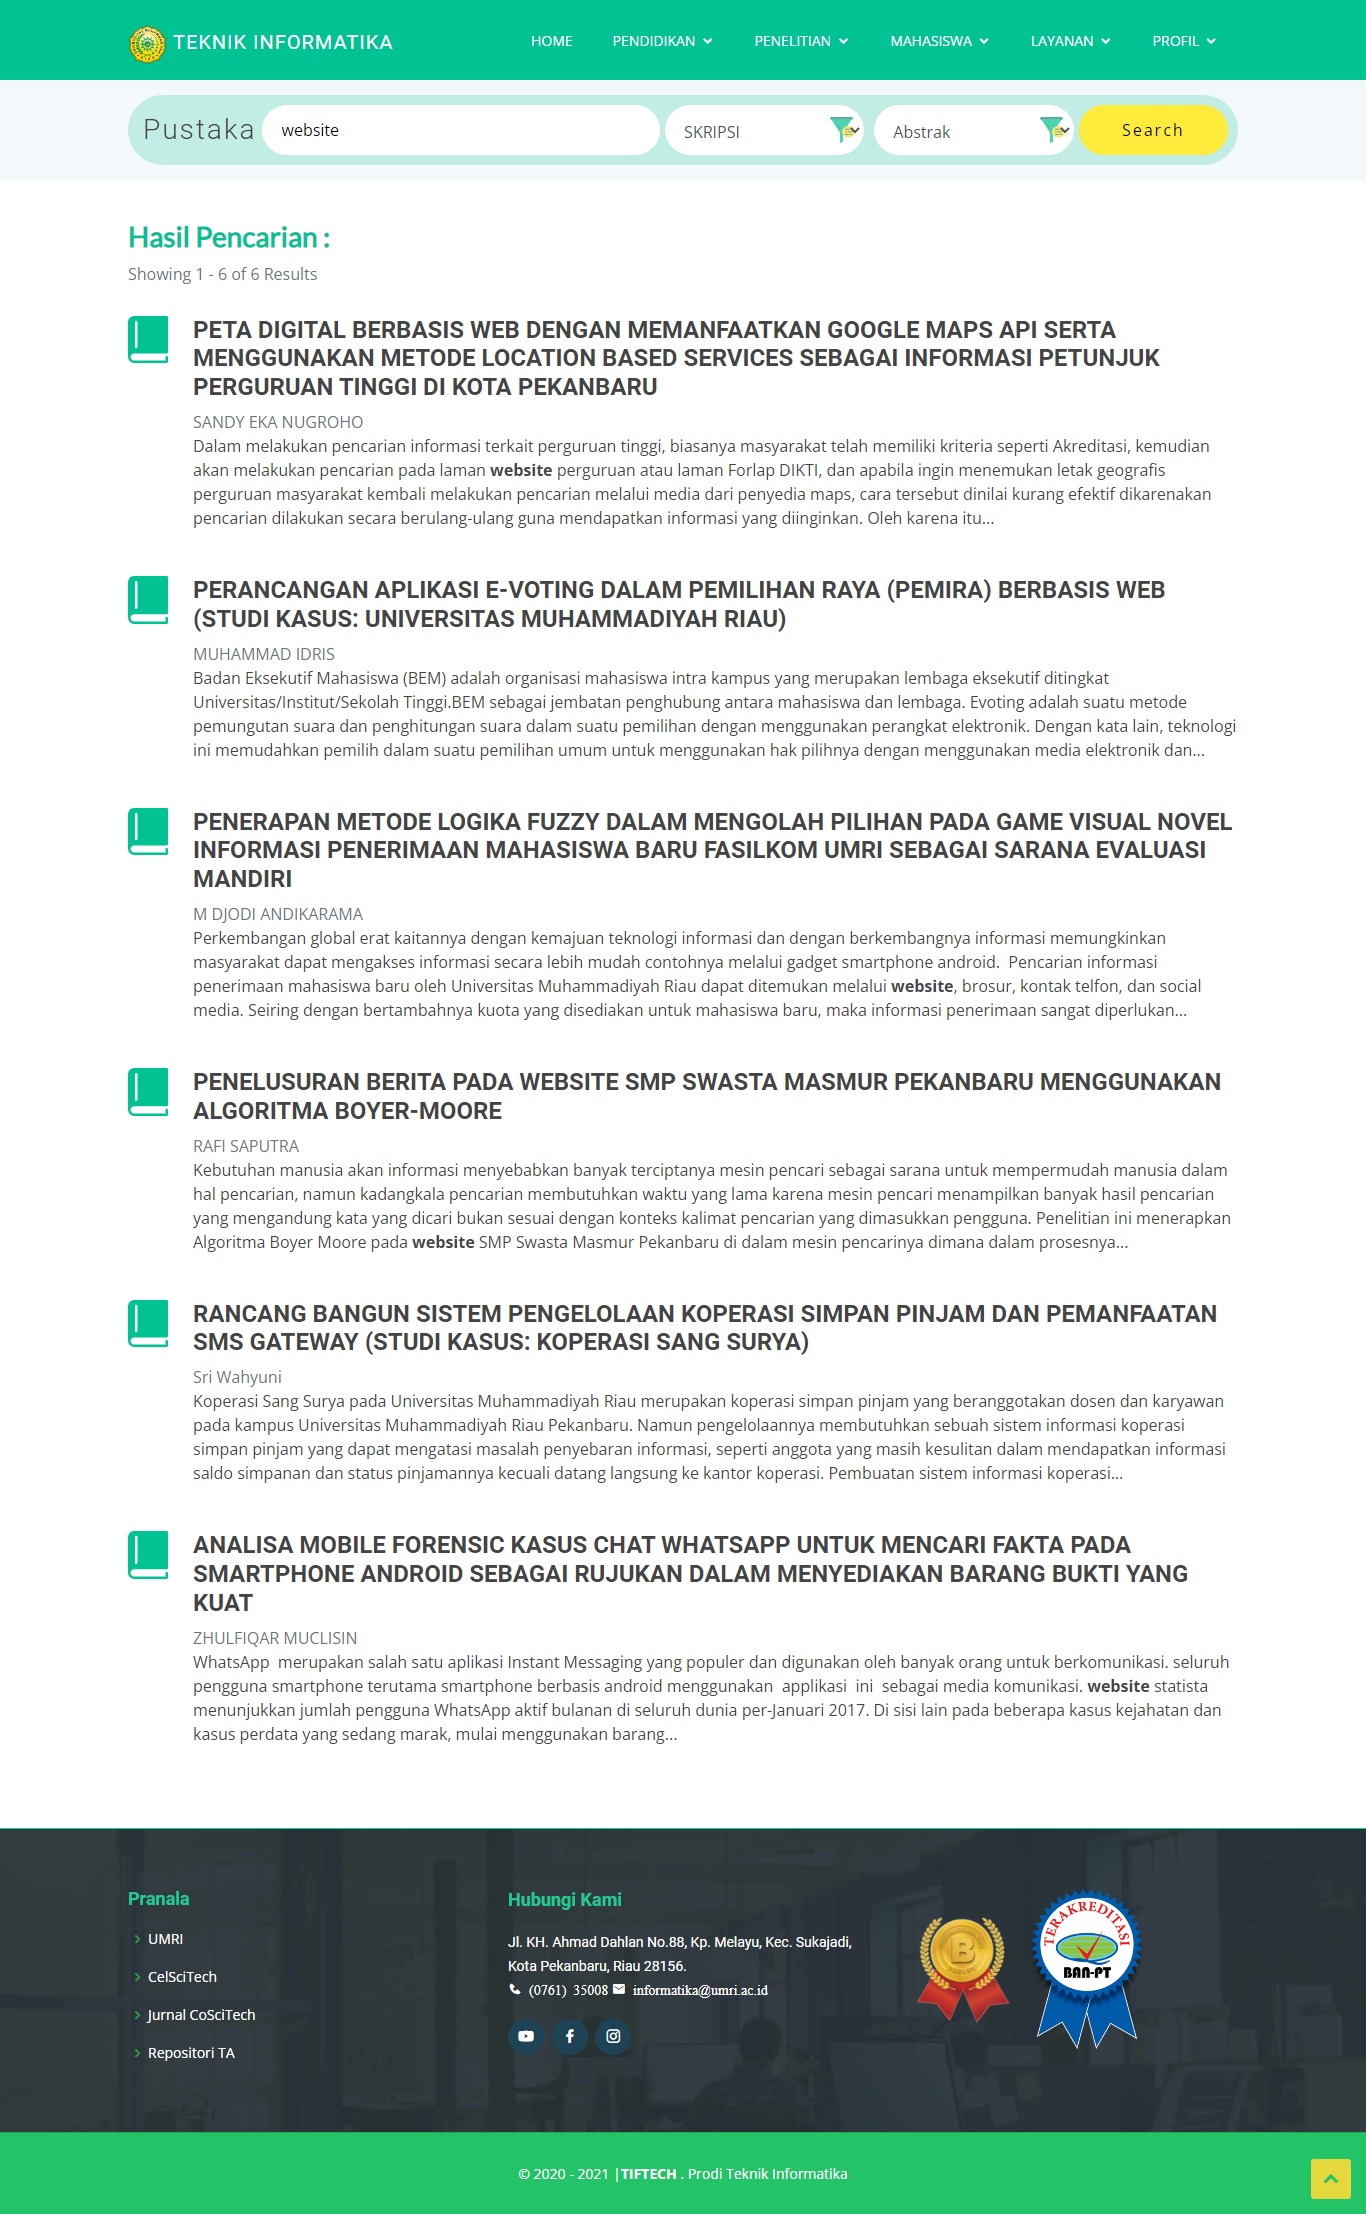 TEKNIK INFORMATIKA
HOME PENDIDIKAN PENELITIAN MAHASISWA LAYANAN PROFIL
Pustaka website SKRIPSI Abstrak Search
Hasil Pencarian :
Showing 1 - 6 of 6 Results
PETA DIGITAL BERBASIS WEB DENGAN MEMANFAATKAN GOOGLE MAPS API SERTA
MENGGUNAKAN METODE LOCATION BASED SERVICES SEBAGAI INFORMASI PETUNJUK
PERGURUAN TINGGI DI KOTA PEKANBARU
SANDY EKA NUGROHO
Dalam melakukan pencarian informasi terkait perguruan tinggi, biasanya masyarakat telah memiliki kriteria seperti Akreditasi, kemudian
akan melakukan pencarian pada laman website perguruan atau laman Forlap DIKTI, dan apabila ingin menemukan letak geografis
perguruan masyarakat kembali melakukan pencarian melalui media dari penyedia maps, cara tersebut dinilai kurang efektif dikarenakan
pencarian dilakukan secara berulang-ulang guna mendapatkan informasi yang diinginkan. Oleh karena itu...
PERANCANGAN APLIKASI E-VOTING DALAM PEMILIHAN RAYA (PEMIRA) BERBASIS WEB
(STUDI KASUS: UNIVERSITAS MUHAMMADIYAH RIAU)
MUHAMMAD IDRIS
Badan Eksekutif Mahasiswa (BEM) adalah organisasi mahasiswa intra kampus yang merupakan lembaga eksekutif ditingkat
Universitas/Institut/Sekolah Tinggi.BEM sebagai jembatan penghubung antara mahasiswa dan lembaga. Evoting adalah suatu metode
pemungutan suara dan penghitungan suara dalam suatu pemilihan dengan menggunakan perangkat elektronik. Dengan kata lain, teknologi
ini memudahkan pemilih dalam suatu pemilihan umum untuk menggunakan hak pilihnya dengan menggunakan media elektronik dan...
PENERAPAN METODE LOGIKA FUZZY DALAM MENGOLAH PILIHAN PADA GAME VISUAL NOVEL
INFORMASI PENERIMAAN MAHASISWA BARU FASILKOM UMRI SEBAGAI SARANA EVALUASI
MANDIRI
M DJODI ANDIKARAMA
Perkembangan global erat kaitannya dengan kemajuan teknologi informasi dan dengan berkembangnya informasi memungkinkan
masyarakat dapat mengakses informasi secara lebih mudah contohnya melalui gadget smartphone android. Pencarian informasi
penerimaan mahasiswa baru oleh Universitas Muhammadiyah Riau dapat ditemukan melalui website, brosur, kontak telfon, dan social
media. Seiring dengan bertambahnya kuota yang disediakan untuk mahasiswa baru, maka informasi penerimaan sangat diperlukan...
PENELUSURAN BERITA PADA WEBSITE SMP SWASTA MASMUR PEKANBARU MENGGUNAKAN
ALGORITMA BOYER-MOORE
RAFI SAPUTRA
Kebutuhan manusia akan informasi menyebabkan banyak terciptanya mesin pencari sebagai sarana untuk mempermudah manusia dalam
hal pencarian, namun kadangkala pencarian membutuhkan waktu yang lama karena mesin pencari menampilkan banyak hasil pencarian
yang mengandung kata yang dicari bukan sesuai dengan konteks kalimat pencarian yang dimasukkan pengguna. Penelitian ini menerapkan
Algoritma Boyer Moore pada website SMP Swasta Masmur Pekanbaru di dalam mesin pencarinya dimana dalam prosesnya...
RANCANG BANGUN SISTEM PENGELOLAAN KOPERASI SIMPAN PINJAM DAN PEMANFAATAN
SMS GATEWAY (STUDI KASUS: KOPERASI SANG SURYA)
Sri Wahyuni
Koperasi Sang Surya pada Universitas Muhammadiyah Riau merupakan koperasi simpan pinjam yang beranggotakan dosen dan karyawan
pada kampus Universitas Muhammadiyah Riau Pekanbaru. Namun pengelolaannya membutuhkan sebuah sistem informasi koperasi
simpan pinjam yang dapat mengatasi masalah penyebaran informasi, seperti anggota yang masih kesulitan dalam mendapatkan informasi
saldo simpanan dan status pinjamannya kecuali datang langsung ke kantor koperasi. Pembuatan sistem informasi koperasi...
ANALISA MOBILE FORENSIC KASUS CHAT WHATSAPP UNTUK MENCARI FAKTA PADA
SMARTPHONE ANDROID SEBAGAI RUJUKAN DALAM MENYEDIAKAN BARANG BUKTI YANG
KUAT
ZHULFIQAR MUCLISIN
WhatsApp merupakan salah satu aplikasi Instant Messaging yang populer dan digunakan oleh banyak orang untuk berkomunikasi. seluruh
pengguna smartphone terutama smartphone berbasis android menggunakan applikasi ini sebagai media komunikasi. website statista
menunjukkan jumlah pengguna WhatsApp aktif bulanan di seluruh dunia per-Januari 2017. Di sisi lain pada beberapa kasus kejahatan dan
kasus perdata yang sedang marak, mulai menggunakan barang...
Pranala
UMRI
CelSciTech
Jurnal CoSciTech
Repositori TA
Hubungi Kami
Jl. KH. Ahmad Dahlan No.88, Kp. Melayu, Kec. Sukajadi,
Kota Pekanbaru, Riau 28156.
(0761) 35008 informatika@umri.ac.id
B
TERAKREDITASI
BAN-PT
© 2020 - 2021 |TIFTECH . Prodi Teknik Informatika